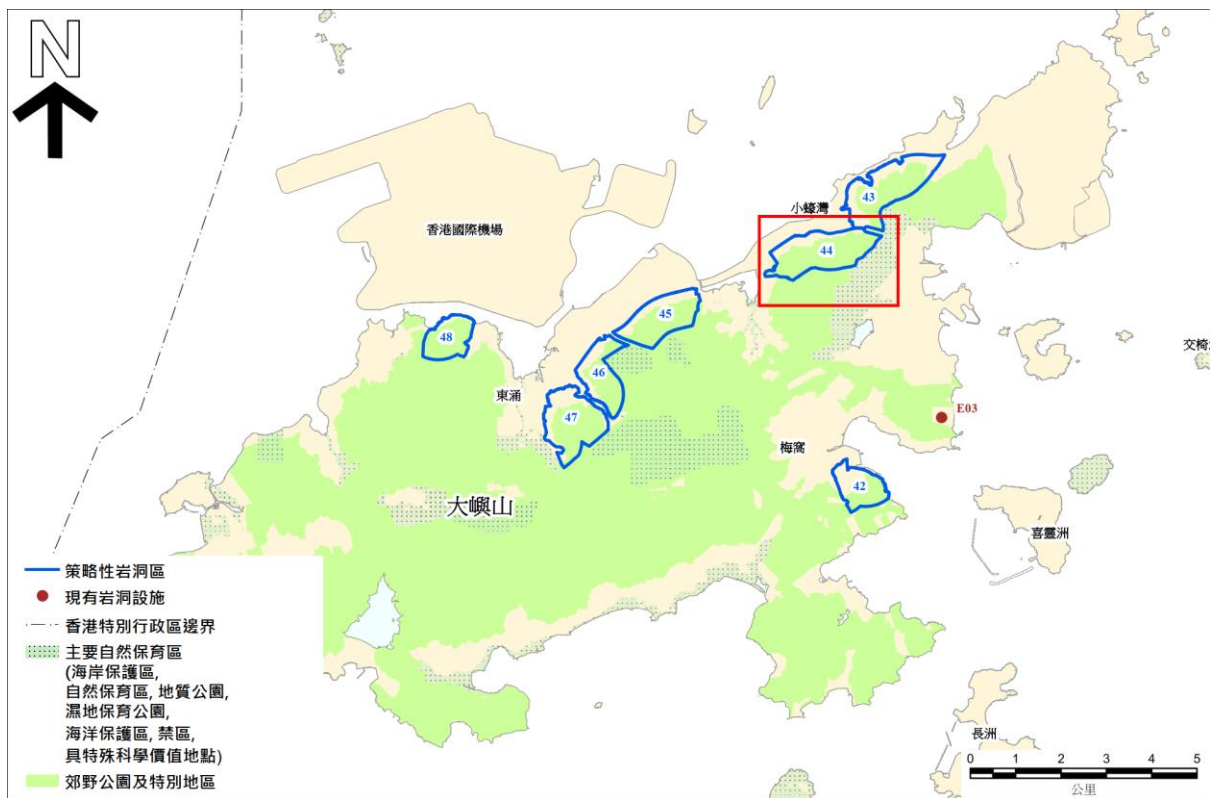 N
43
小蠔灣
44
香港國際機場
45
48
46
交椅
東涌
47
E03
梅窩
42
大嶼山
喜靈洲
策略性岩洞區
現有岩洞設施
香港特別行政區邊界
主要自然保育區
(海岸保護區,
自然保育區, 地質公園,
濕地保育公園,
海洋保護區, 禁區,
具特殊科學價值地點)
郊野公園及特別地區
長洲
0 1 2 3 4 5
公里